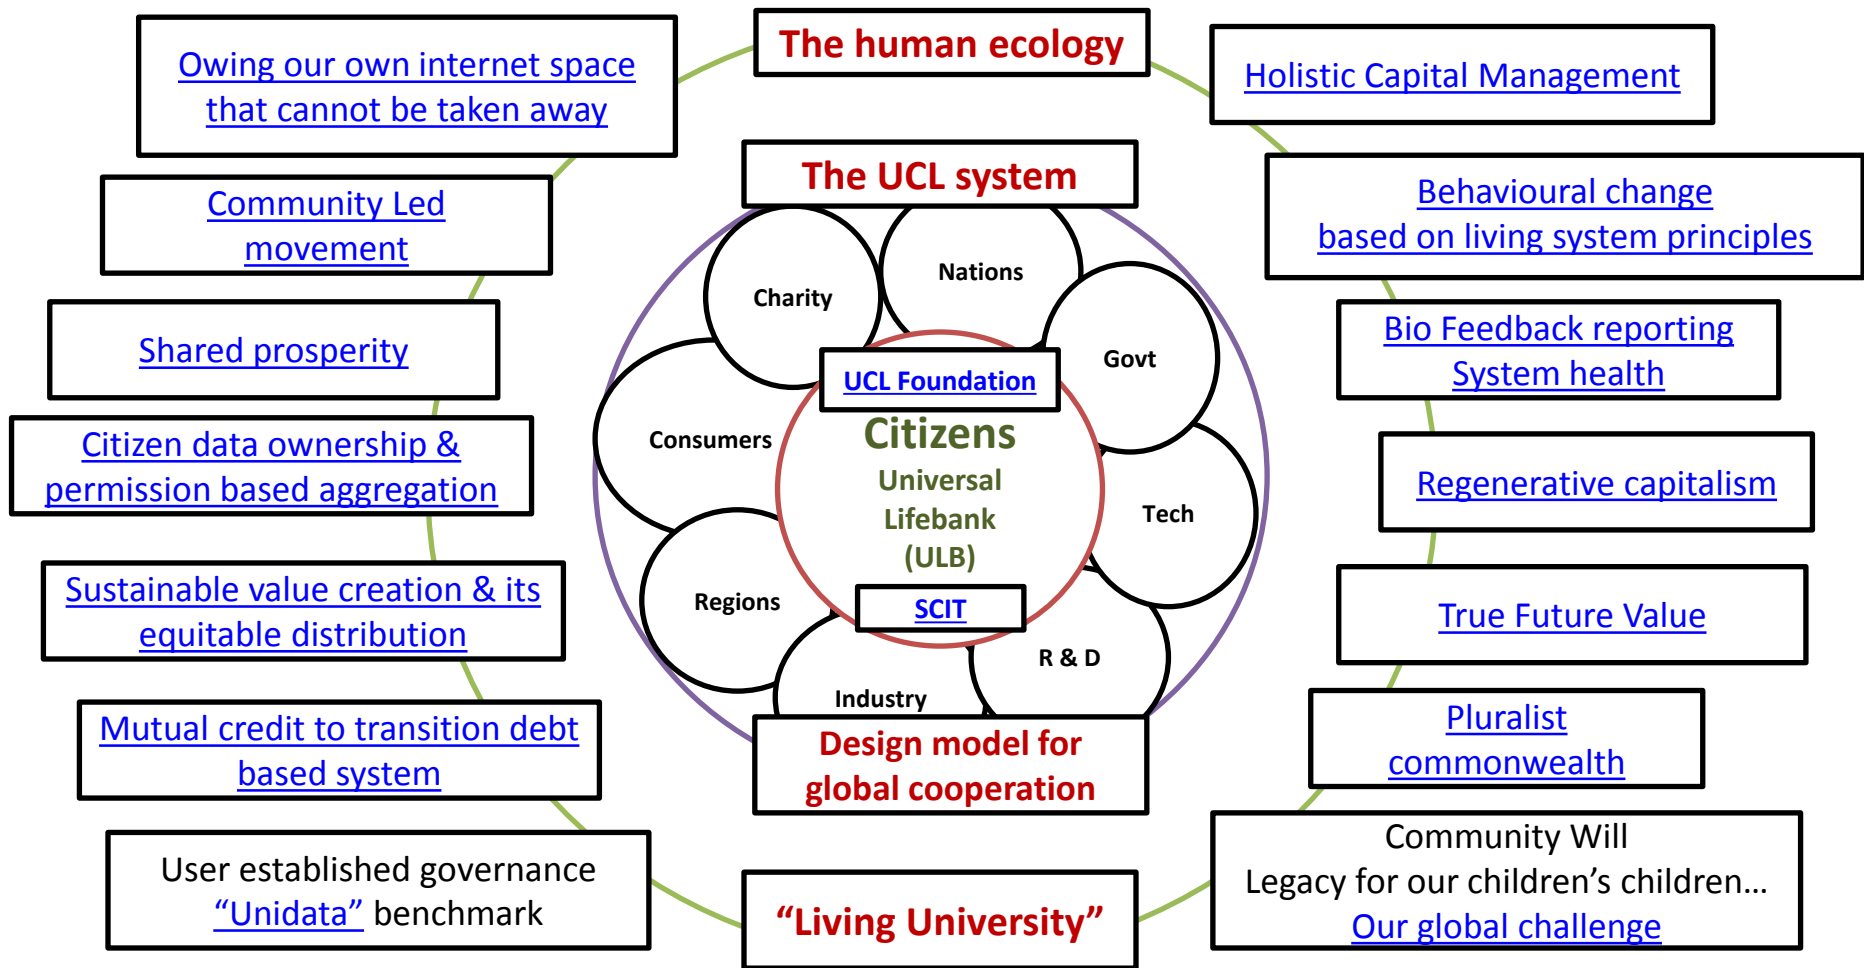 The human ecology
Owing our own internet space
that cannot be taken away
Holistic Capital Management
The UCL system
Community Led
movement
Behavioural change
based on living system principles
Nations
Charity
Shared prosperity
Bio Feedback reporting
System health
Govt
UCL Foundation
Consumers
Citizens
Universal
Lifebank
(ULB)
Citizen data ownership &
permission based aggregation
Regenerative capitalism
Tech
Sustainable value creation & its
equitable distribution
Regions
SCIT
True Future Value
R & D
Industry
Mutual credit to transition debt
based system
Design model for
global cooperation
Pluralist
commonwealth
User established governance
“Unidata” benchmark
“Living University”
Community Will
Legacy for our children’s children…
Our global challenge